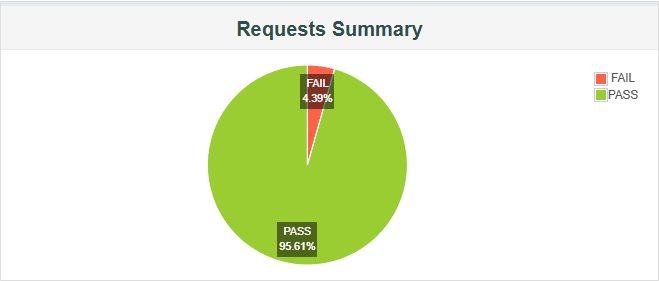 Requests Summary
FAIL
4.39%
FAIL
PASS
PASS
95.61%